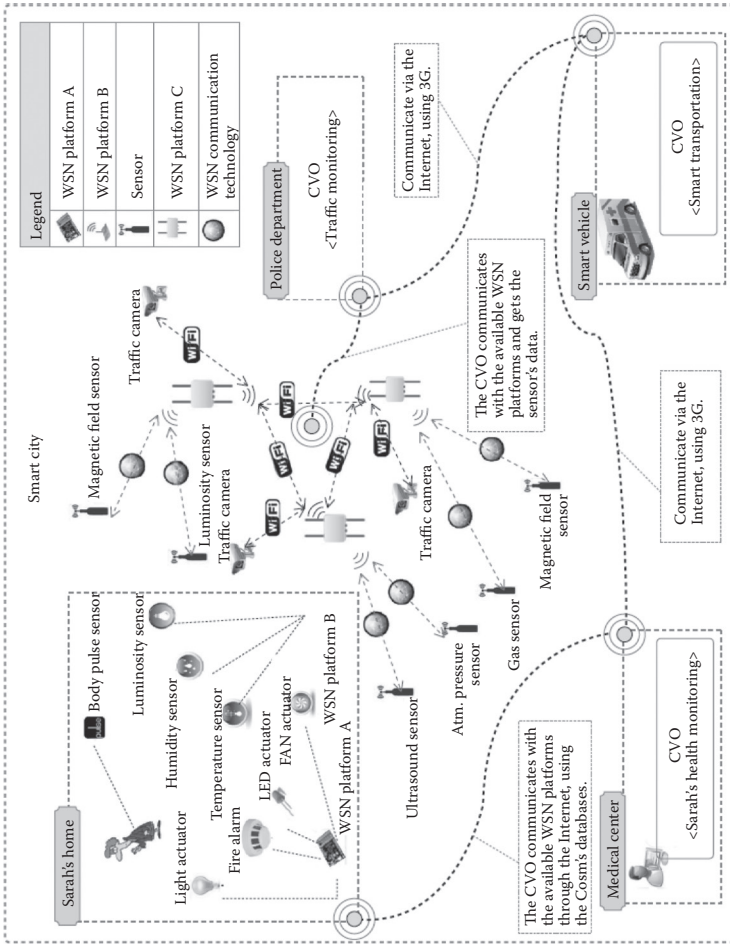 Smart city
Legend
WSN platform A
WSN platform B
Sensor
WSN platform C
WSN communication
technology
Sarah's home
Body pulse sensor
Luminosity sensor
Humidity sensor
Temperature sensor
Light actuator
Fire alarm
LED actuator
FAN actuator
WSN platform B
WSN platform A
Magnetic field sensor
Luminosity sensor
Traffic camera
Traffic camera
WiFi
WiFi
WiFi
WiFi
WiFi
WiFi
Traffic camera
Ultrasound sensor
Atm. pressure
sensor
Gas sensor
Magnetic field
sensor
Police department
CVO
<Traffic monitoring>
Communicate via the
Internet, using 3G.
The CVO communicates
with the available WSN
platforms and gets the
sensor's data.
The CVO communicates with
the available WSN platforms
through the Internet, using
the Cosm's databases.
Communicate via the
Internet, using 3G.
Medical center
CVO
<Sarah's health monitoring>
Smart vehicle
CVO
<Smart transportation>